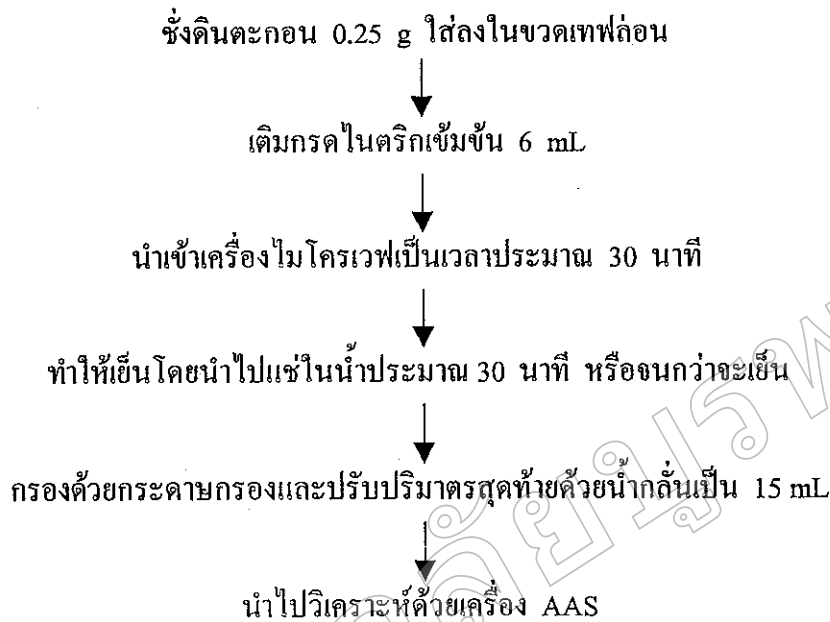 ชั่งดินตะกอน 0.25 g ใส่ลงในขวดเทฟล่อน
เติมกรดไนตริกเข้มข้น 6 mL
นำเข้าเครื่องไมโครเวฟเป็นเวลาประมาณ 30 นาที
ทำให้เย็นโดยนำไปแช่ในน้ำประมาณ 30 นาที หรือจนกว่าจะเย็น
กรองด้วยกระดาษกรองและปรับปริมาตรสุดท้ายด้วยน้ำกลั่นเป็น 15 mL
นำไปวิเคราะห์ด้วยเครื่อง AAS